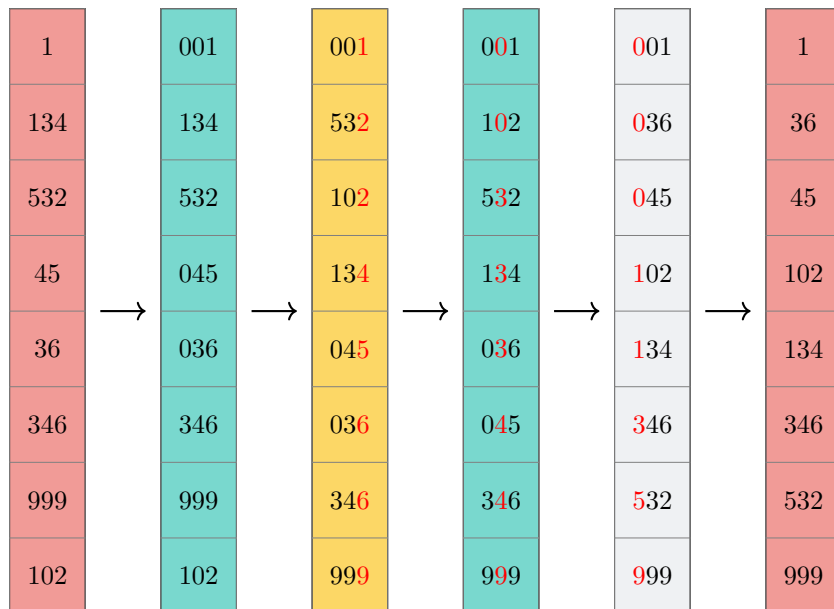 1 001 001 001 001 1
134 134 532 102 036 36
532 532 102 532 045 45
45 045 134 134 102 102
36 036 045 036 134 134
346 346 036 045 346 346
999 999 346 346 532 532
102 102 999 999 999 999